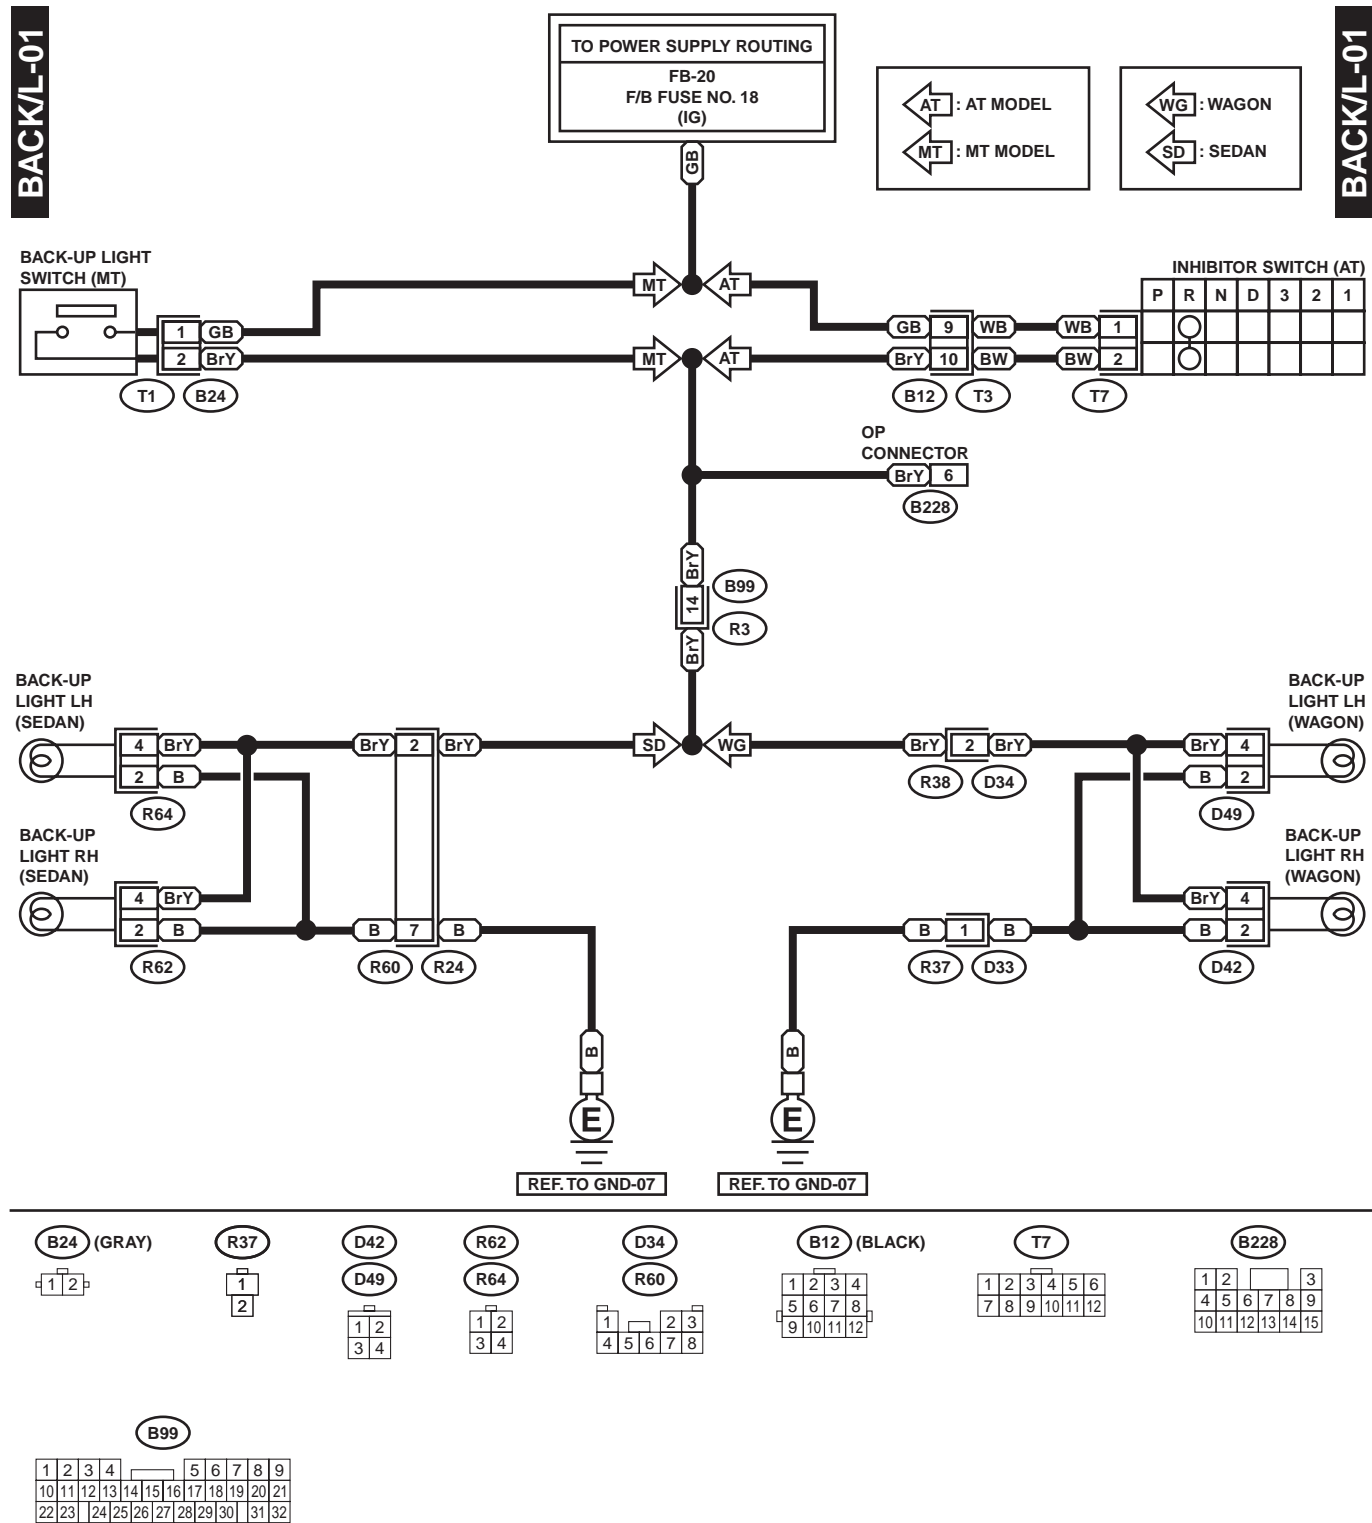 BACK/L-01
BACK/L-01
TO POWER SUPPLY ROUTING
FB-20
F/B FUSE NO. 18
(IG)
AT : AT MODEL
MT : MT MODEL
WG : WAGON
SD : SEDAN
GB
BACK-UP LIGHT
SWITCH (MT)
INHIBITOR SWITCH (AT)
P R N D 3 2 1
MT AT
1 GB
GB 9 WB WB 1
2 BrY
MT AT
BrY 10 BW BW 2
T1 B24
B12 T3 T7
OP
CONNECTOR
BrY 6
B228
BrY
14
BrY
B99
R3
BACK-UP
LIGHT LH
(SEDAN)
BACK-UP
LIGHT LH
(WAGON)
4 BrY BrY 2 BrY SD WG BrY 2 BrY BrY 4
2 B
B 2
R64
R38 D34
D49
BACK-UP
LIGHT RH
(SEDAN)
BACK-UP
LIGHT RH
(WAGON)
4 BrY
BrY 4
2 B B 7 B B 1 B B 2
R62 R60 R24 R37 D33 D42
B B
E E
REF. TO GND-07 REF. TO GND-07
B24 (GRAY)
1 2
R37
1
2
D42
D49
1 2
3 4
R62
R64
1 2
3 4
D34
R60
1 2 3
4 5 6 7 8
B12 (BLACK)
1 2 3 4
5 6 7 8
9 10 11 12
T7
1 2 3 4 5 6
7 8 9 10 11 12
B228
1 2 3
4 5 6 7 8 9
10 11 12 13 14 15
B99
1 2 3 4 5 6 7 8 9
10 11 12 13 14 15 16 17 18 19 20 21
22 23 24 25 26 27 28 29 30 31 32